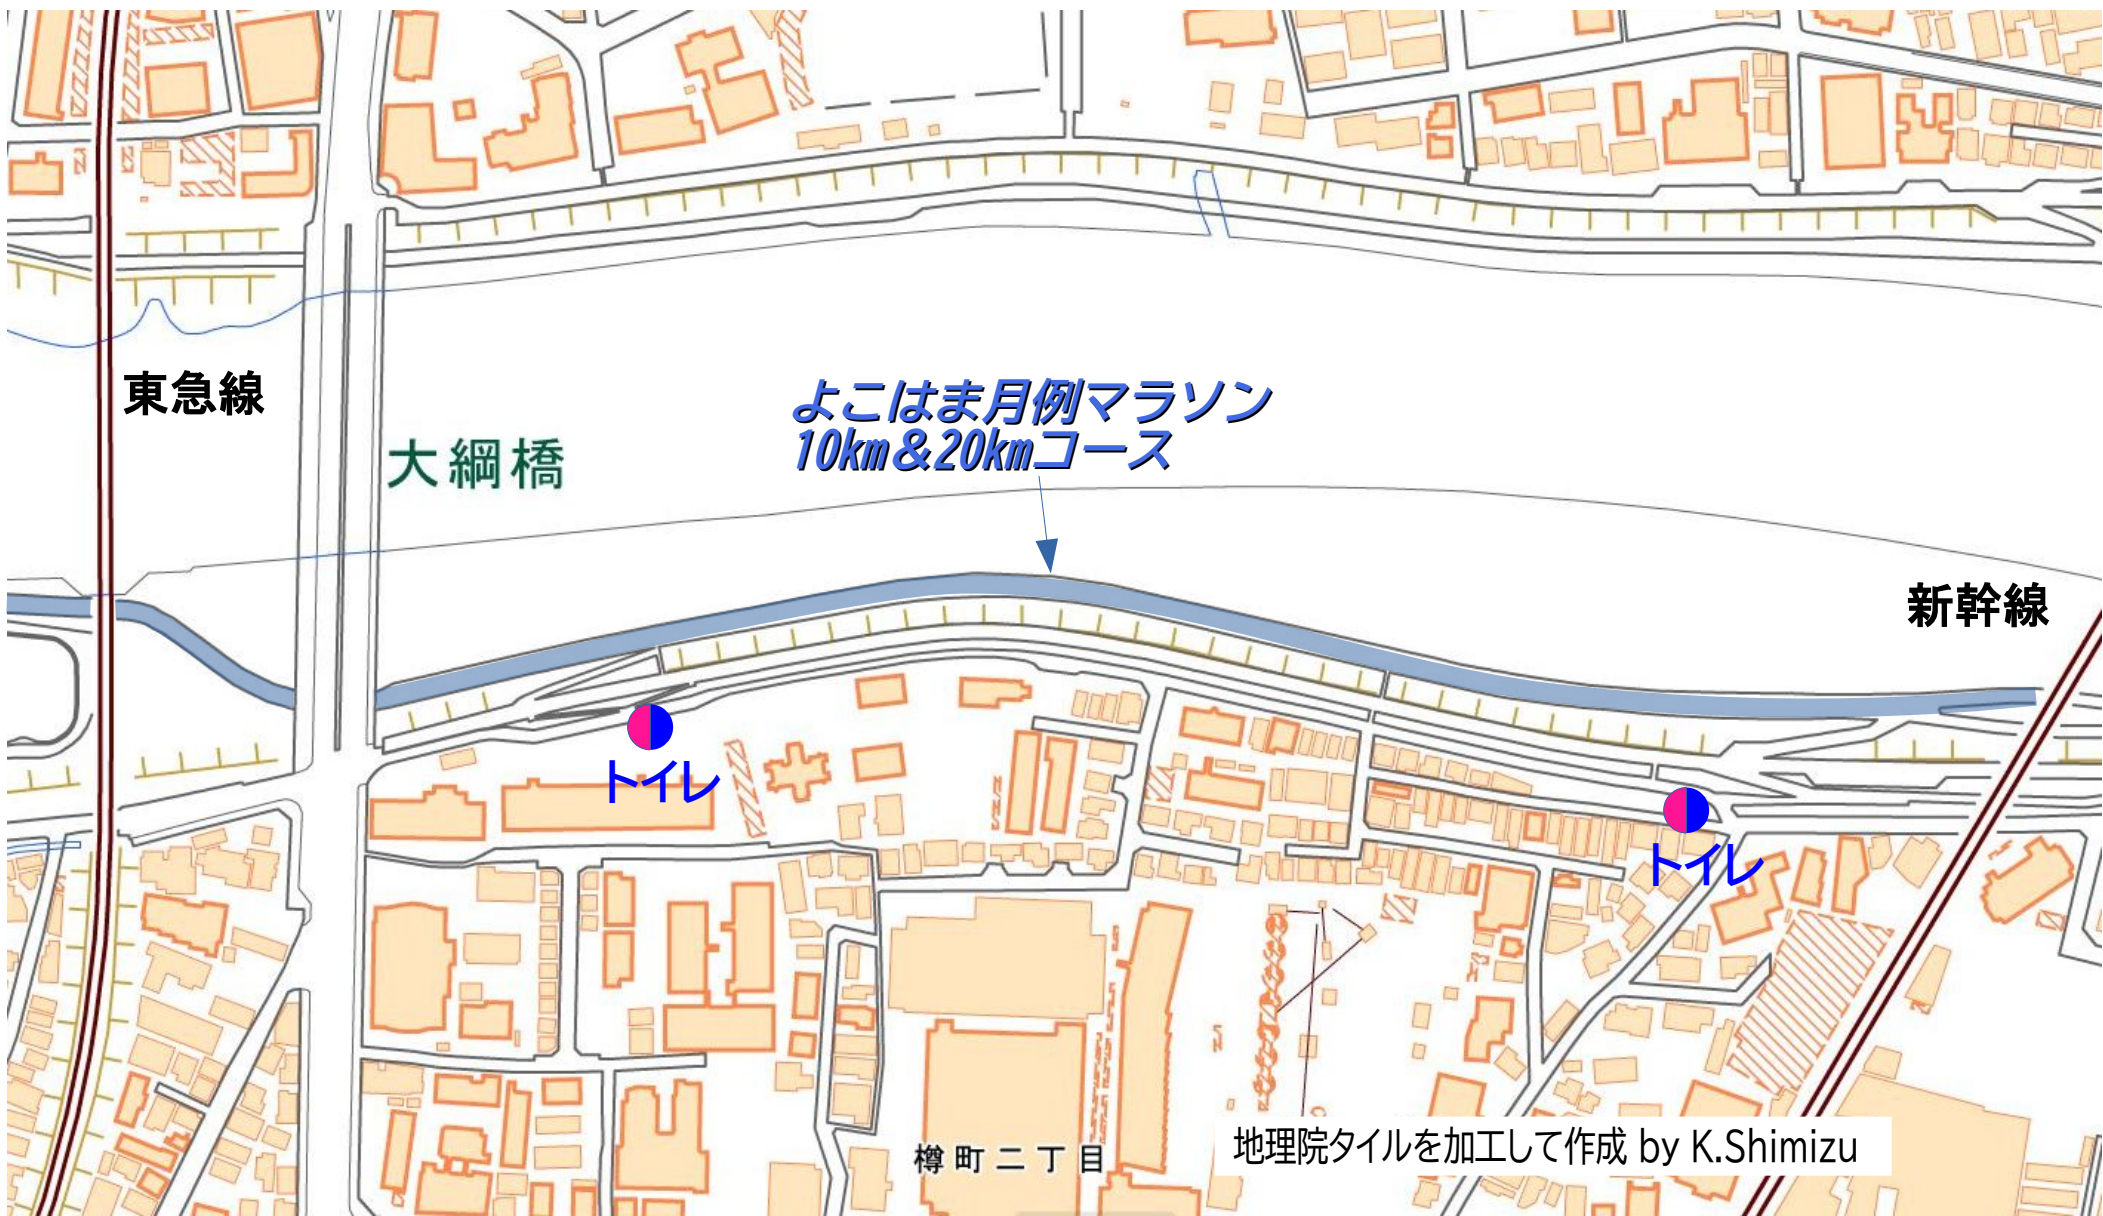 東急線
大綱橋
よこはま月例マラソン
10km&20kmコース
新幹線
トイレ
トイレ
樽町二丁目
地理院タイルを加工して作成 by K.Shimizu